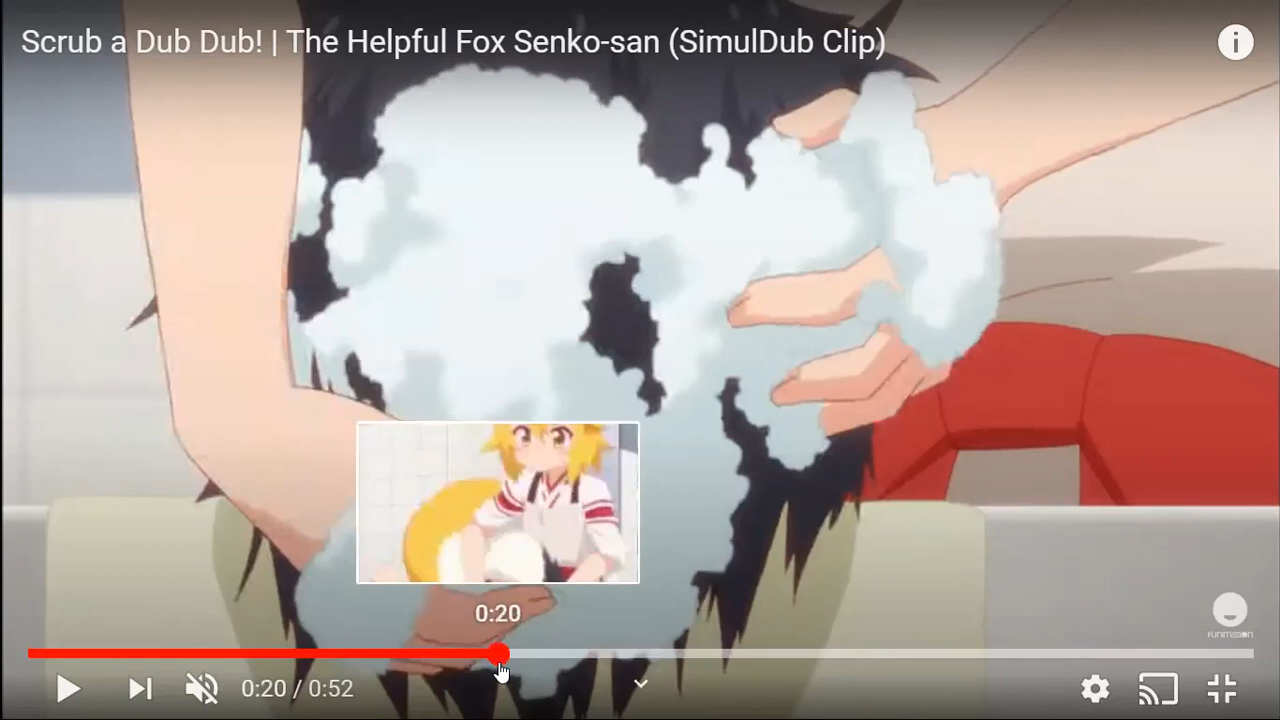 Scrub a Dub Dub! | The Helpful Fox Senko-san (SimulDub Clip)
0:20
FUNIMATION
0:20 / 0:52